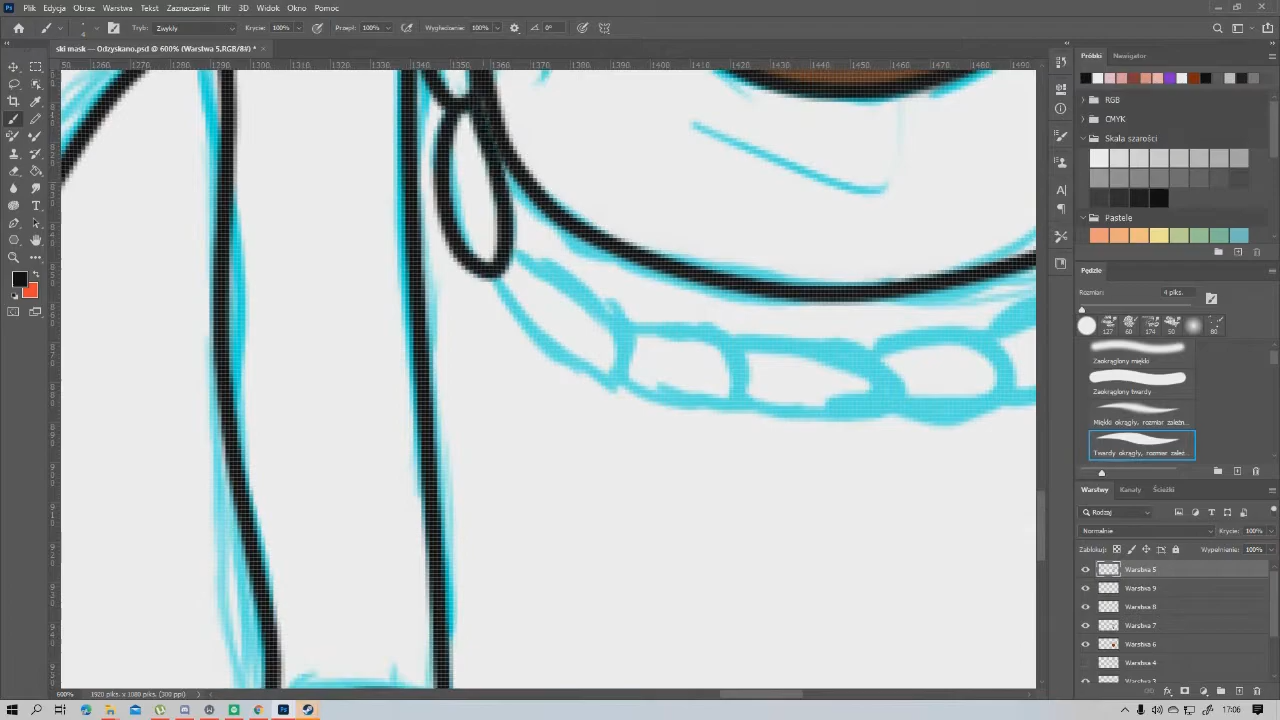 Plik Edycja Obraz Warstwa Tekst Zaznaczanie Filtr 3D Widok Okno Pomoc
Tryb: Zwykły Krycie: 100% Przepł: 100% Wygładzanie: 100% 0°
ski mask — Odzyskano.psd @ 600% (Warstwa 5,RGB/8#) *
Próbki Nawigator
RGB
CMYK
Skala szarości
Pastele
Pędzle
Rozmiar: 4 piks.
Zaokrąglony miękki
Zaokrąglony twardy
Miękki okrągły, rozmiar zależn...
Twardy okrągły, rozmiar zależ...
Warstwy Kanały Ścieżki
Rodzaj
Normalnie Krycie: 100%
Zablokuj: Wypełnienie: 100%
Warstwa 5
Warstwa 9
Warstwa 8
Warstwa 7
Warstwa 6
Warstwa 4
600% 1920 piks. x 1080 piks. (300 ppi)
17:06